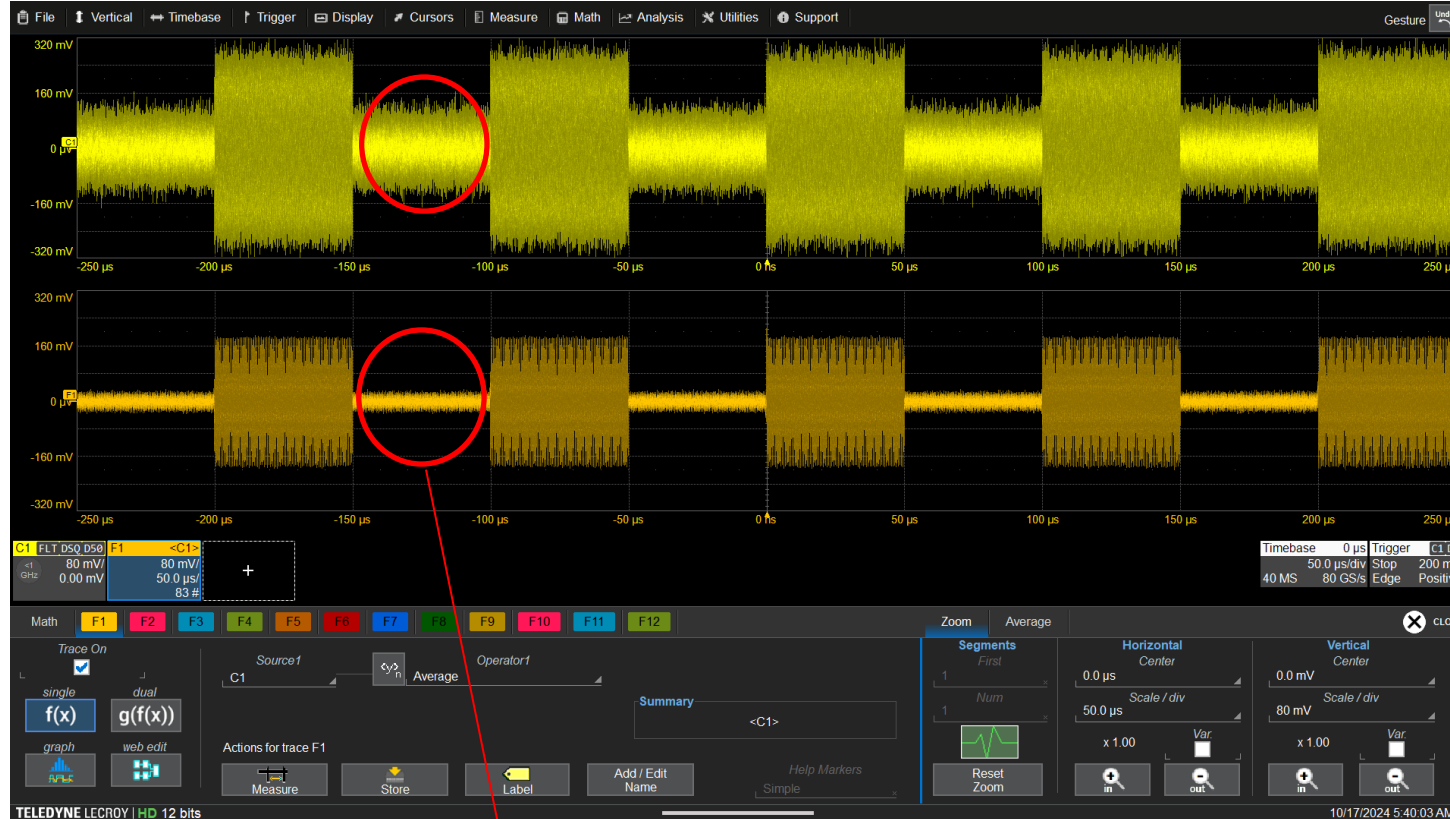 File Vertical Timebase Trigger Display Cursors Measure Math Analysis Utilities Support Gesture Undo
320 mV
160 mV
C1
0 µV
-160 mV
-320 mV
-250 µs -200 µs -150 µs -100 µs -50 µs 0 ns 50 µs 100 µs 150 µs 200 µs 250 µ
320 mV
160 mV
F1
0 µV
-160 mV
-320 mV
-250 µs -200 µs -150 µs -100 µs -50 µs 0 ns 50 µs 100 µs 150 µs 200 µs 250 µ
C1 FLT DSQ D50 F1 <C1> Timebase 0 µs Trigger C1 D
<1 GHz 80 mV/ 80 mV/ 50.0 µs/div Stop 200 m
0.00 mV 50.0 µs/ + 40 MS 80 GS/s Edge Positiv
83 #
Math F1 F2 F3 F4 F5 F6 F7 F8 F9 F10 F11 F12 Zoom Average CLO
Trace On Source1 <y>n Operator1 Segments Horizontal Vertical
C1 Average First Center Center
single dual 1 0.0 µs 0.0 mV
f(x) g(f(x)) Summary Num Scale / div Scale / div
<C1> 1 50.0 µs 80 mV
graph web edit Actions for trace F1 x 1.00 Var. x 1.00 Var.
Measure Store Label Add / Edit Name Help Markers Simple Reset Zoom in out in out
TELEDYNE LECROY | HD 12 bits 10/17/2024 5:40:03 AM